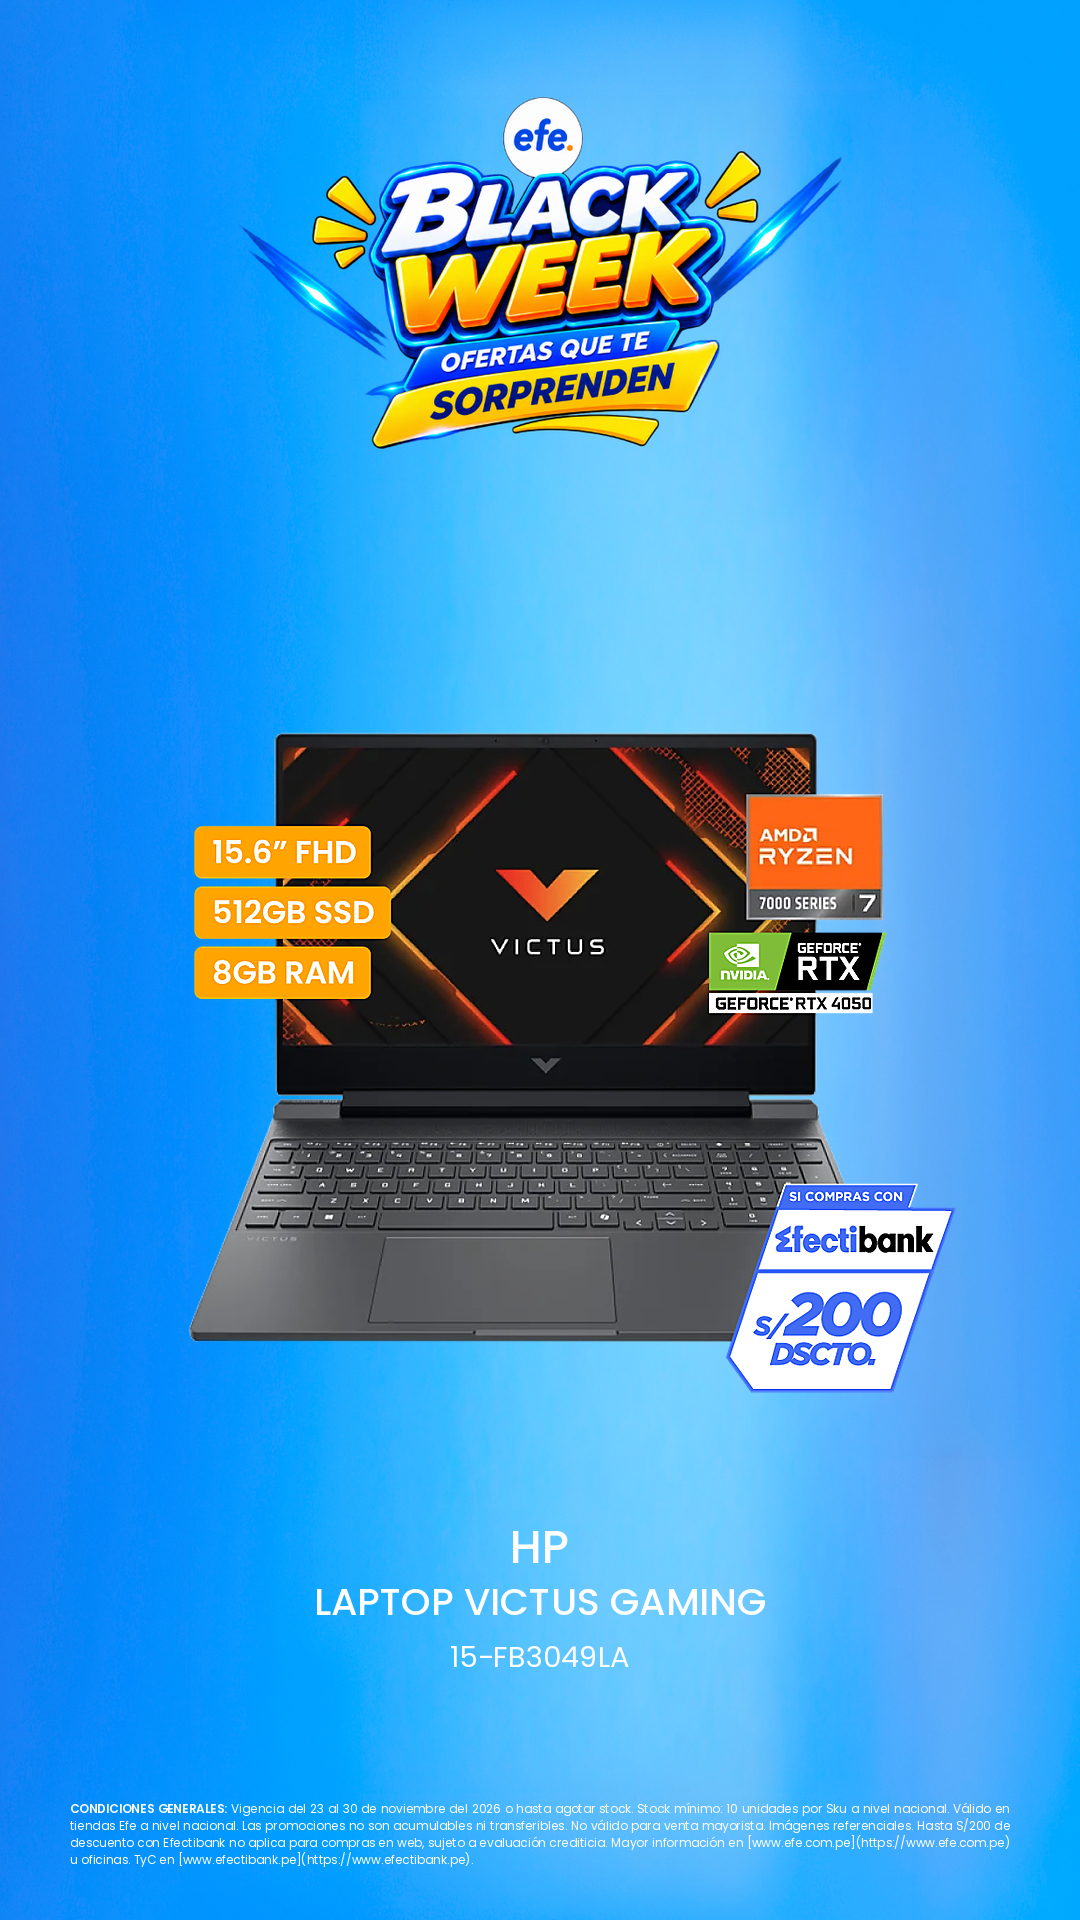 efe.
BLACK
WEEK
OFERTAS QUE TE
SORPRENDEN
15.6” FHD
512GB SSD
8GB RAM
VICTUS
AMD
RYZEN
7000 SERIES 7
NVIDIA.
GEFORCE®
RTX
GEFORCE® RTX 4050
VICTUS
SI COMPRAS CON
Efectibank
S/200
DSCTO.
HP
LAPTOP VICTUS GAMING
15-FB3049LA
CONDICIONES GENERALES: Vigencia del 23 al 30 de noviembre del 2026 o hasta agotar stock. Stock mínimo: 10 unidades por Sku a nivel nacional. Válido en
tiendas Efe a nivel nacional. Las promociones no son acumulables ni transferibles. No válido para venta mayorista. Imágenes referenciales. Hasta S/200 de
descuento con Efectibank no aplica para compras en web, sujeto a evaluación crediticia. Mayor información en [www.efe.com.pe](https://www.efe.com.pe)
u oficinas. TyC en [www.efectibank.pe](https://www.efectibank.pe).